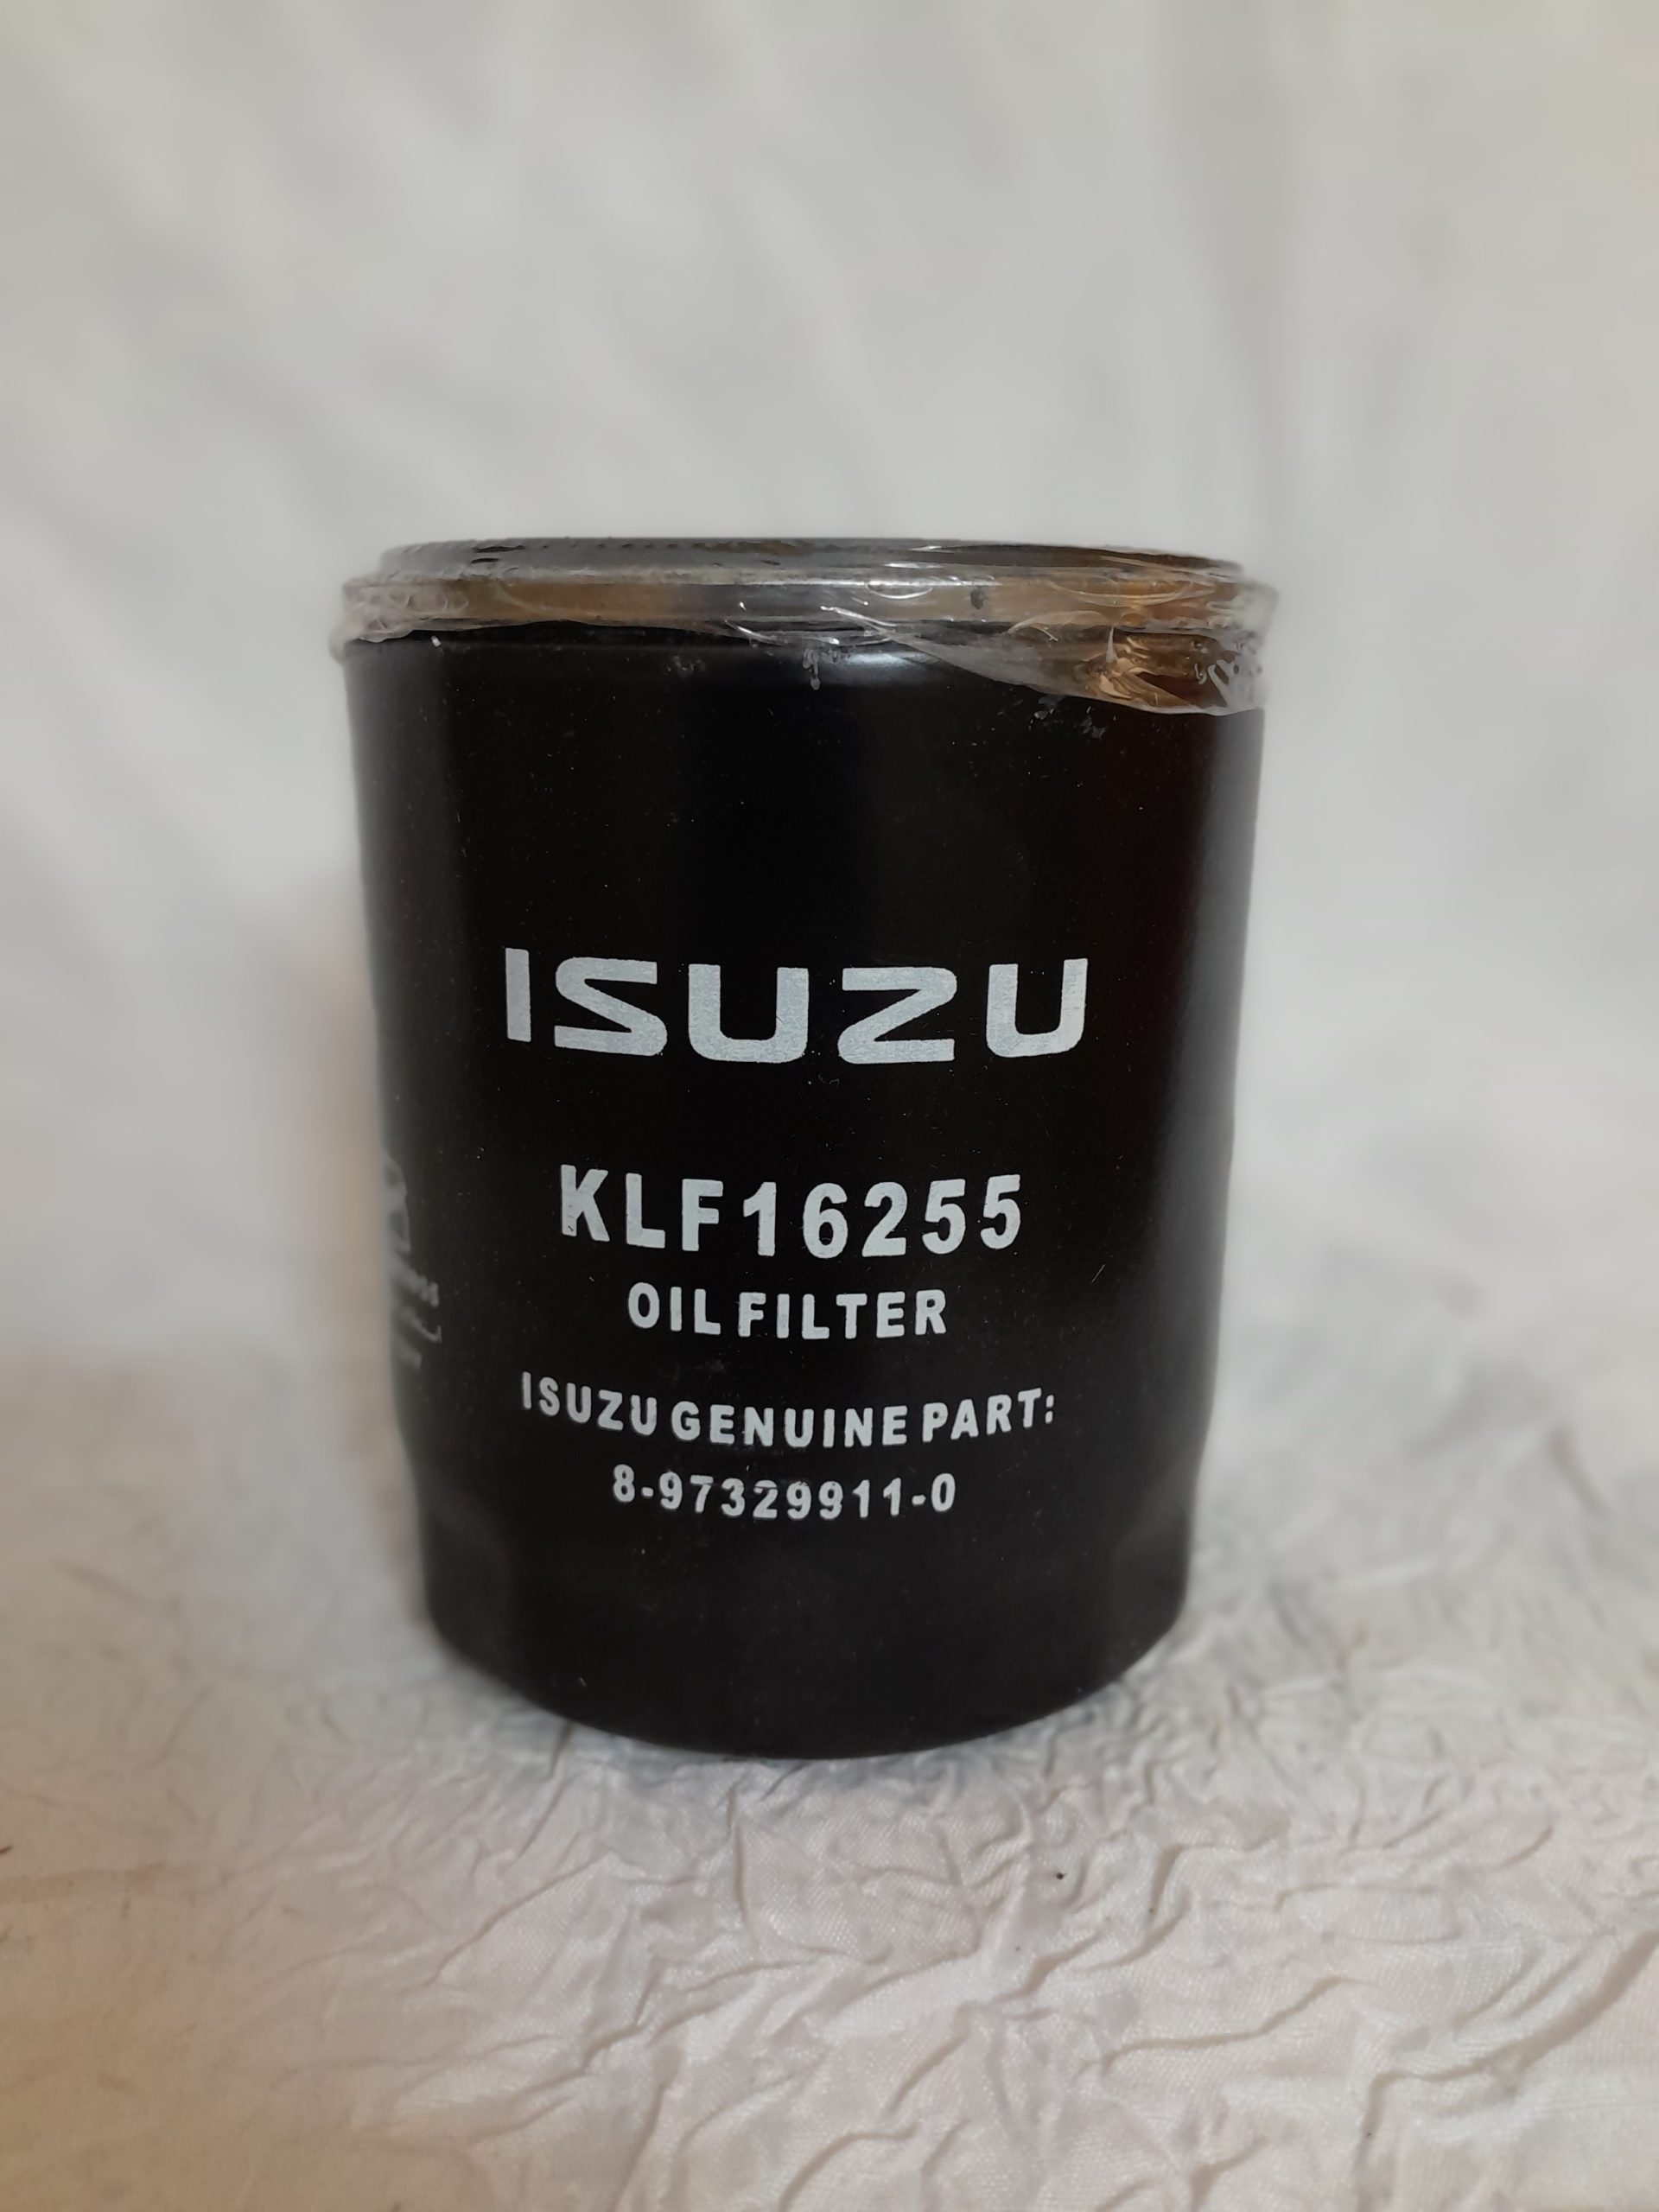 ISUZU
KLF16255
OIL FILTER
ISUZU GENUINE PART:
8-97329911-0